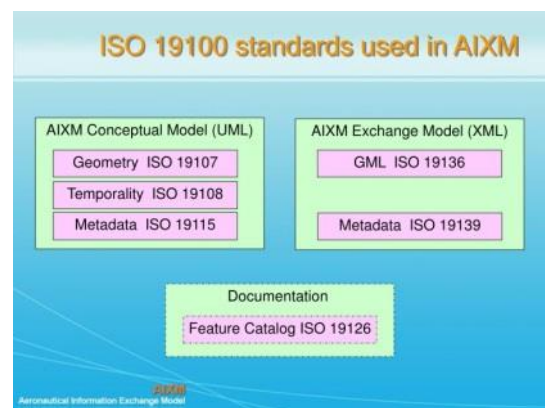 ISO 19100 standards used in AIXM
AIXM Conceptual Model (UML)
Geometry ISO 19107
Temporality ISO 19108
Metadata ISO 19115
AIXM Exchange Model (XML)
GML ISO 19136
Metadata ISO 19139
Documentation
Feature Catalog ISO 19126
AIXM
Aeronautical Information Exchange Model